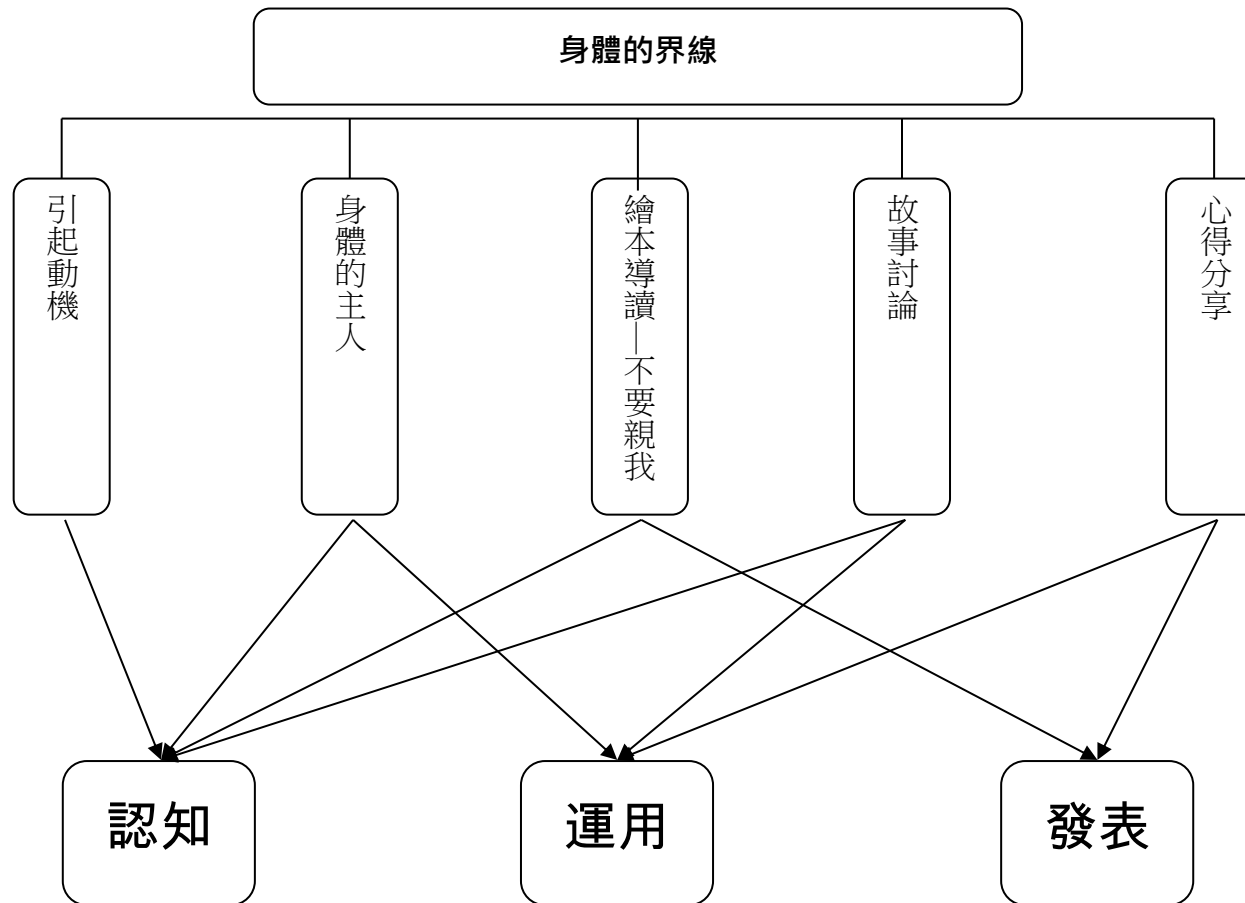 身體的界線
引起動機
身體的主人
繪本導讀—不要親我
故事討論
心得分享
認知
運用
發表